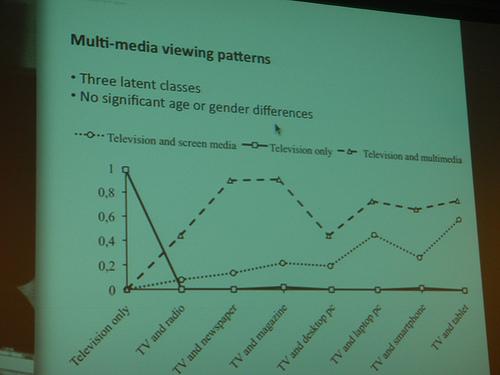 Multi-media viewing patterns
• Three latent classes
• No significant age or gender differences
Television and screen media Television only Television and multimedia
1
0,8
0,6
0,4
0,2
0
Television only
TV and radio
TV and newspaper
TV and magazine
TV and desktop pc
TV and laptop pc
TV and smartphone
TV and tablet